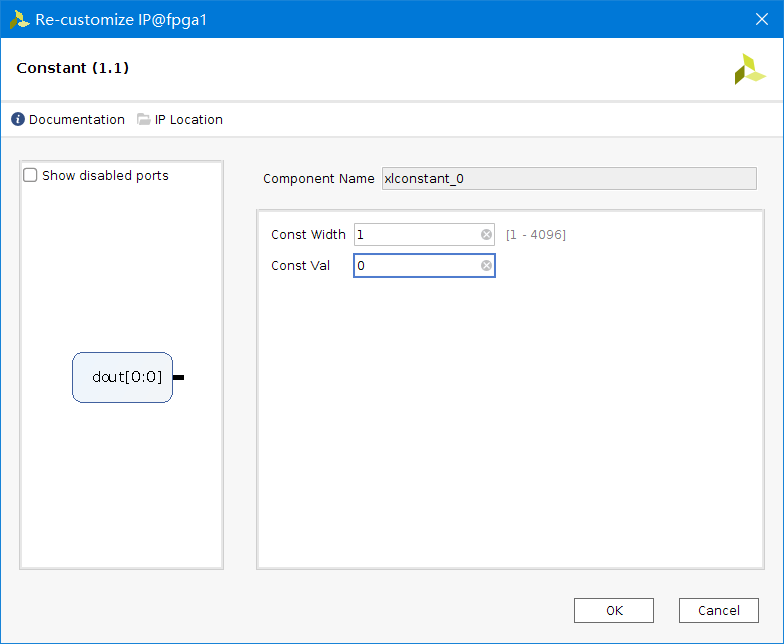 Re-customize IP@fpga1
Constant (1.1)
Documentation IP Location
Show disabled ports
dout[0:0]
Component Name xlconstant_0
Const Width 1 [1 - 4096]
Const Val 0
OK Cancel